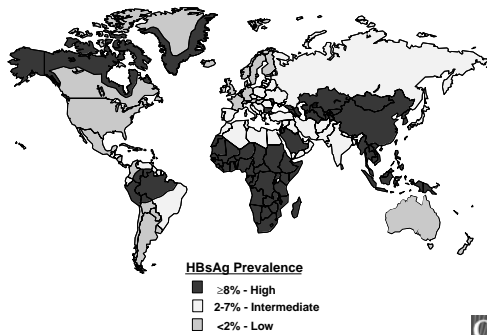 HBsAg Prevalence
≥8% - High
2-7% - Intermediate
<2% - Low